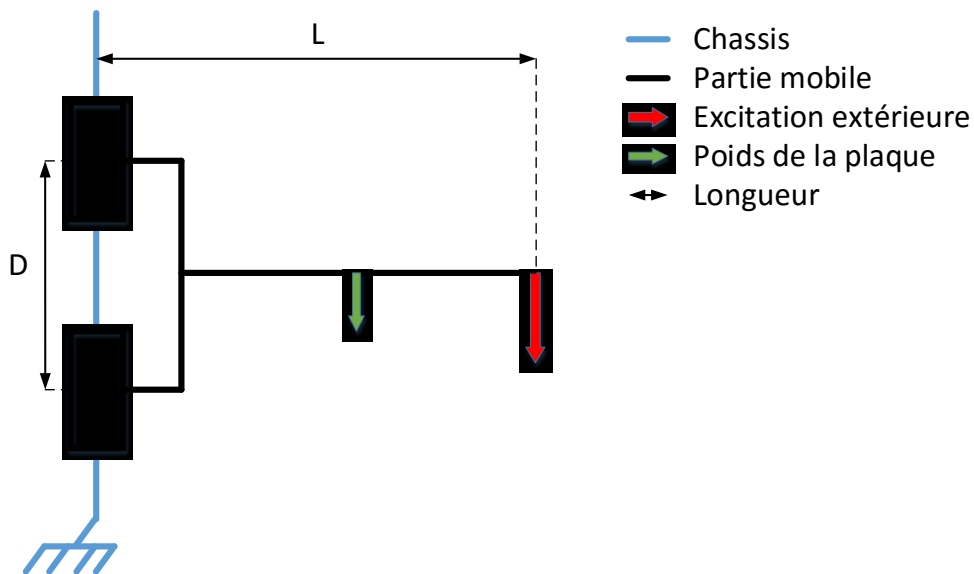 L
D
Chassis
Partie mobile
Excitation extérieure
Poids de la plaque
Longueur